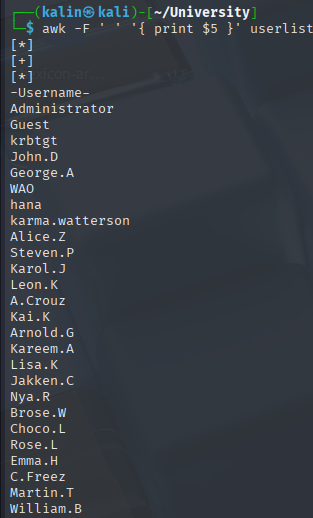 ┌──(kalin㉿kali)-[~/University]
└─$ awk -F ' ' '{ print $5 }' userlist
[*]
[+]
[*]
-Username-
Administrator
Guest
krbtgt
John.D
George.A
WAO
hana
karma.watterson
Alice.Z
Steven.P
Karol.J
Leon.K
A.Crouz
Kai.K
Arnold.G
Kareem.A
Lisa.K
Jakken.C
Nya.R
Brose.W
Choco.L
Rose.L
Emma.H
C.Freez
Martin.T
William.B